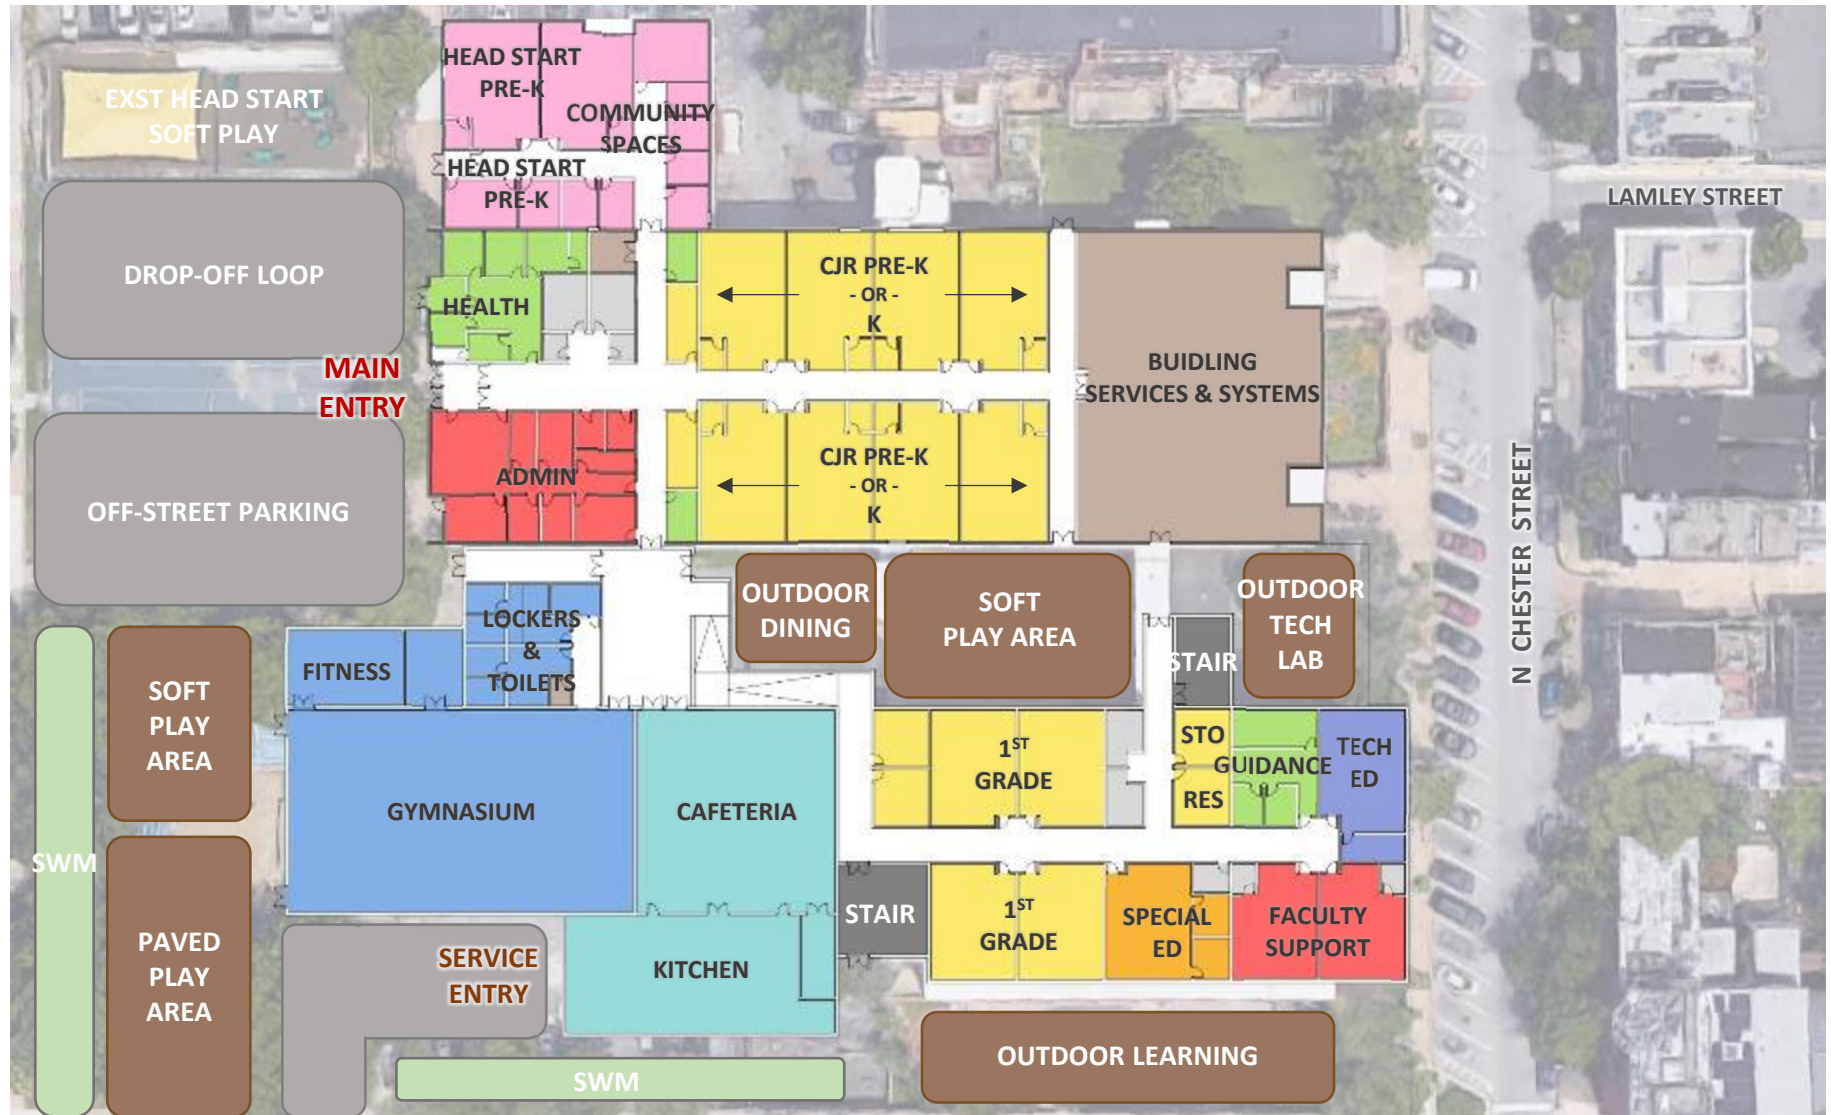 HEAD START
PRE-K
COMMUNITY
SPACES
HEAD START
PRE-K
EXST HEAD START
SOFT PLAY
LAMLEY STREET
DROP-OFF LOOP
HEALTH
CJR PRE-K
- OR -
K
MAIN
ENTRY
BUIDLING
SERVICES & SYSTEMS
ADMIN
CJR PRE-K
- OR -
K
OFF-STREET PARKING
N CHESTER STREET
OUTDOOR
DINING
SOFT
PLAY AREA
OUTDOOR
TECH
LAB
LOCKERS
&
TOILETS
FITNESS
STAIR
SOFT
PLAY
AREA
1ST
GRADE
STO
RES
GUIDANCE
TECH
ED
GYMNASIUM
CAFETERIA
SWM
STAIR
1ST
GRADE
SPECIAL
ED
FACULTY
SUPPORT
PAVED
PLAY
AREA
SERVICE
ENTRY
KITCHEN
OUTDOOR LEARNING
SWM